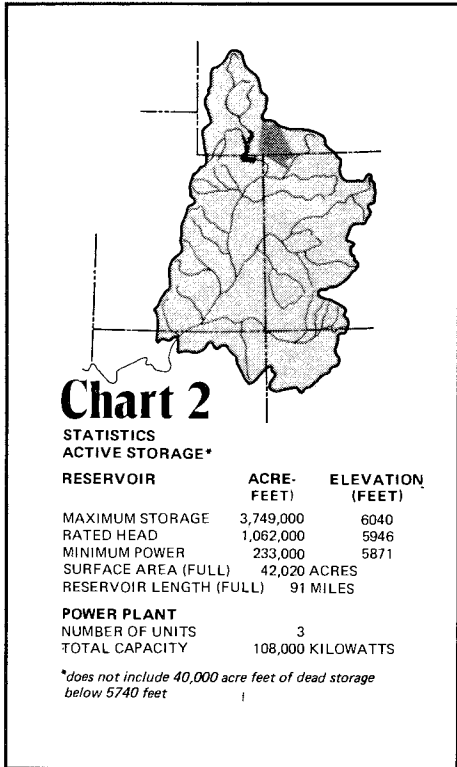 Chart 2
STATISTICS
ACTIVE STORAGE*
RESERVOIR ACRE- ELEVATION
FEET) (FEET)
MAXIMUM STORAGE 3,749,000 6040
RATED HEAD 1,062,000 5946
MINIMUM POWER 233,000 5871
SURFACE AREA (FULL) 42,020 ACRES
RESERVOIR LENGTH (FULL) 91 MILES
POWER PLANT
NUMBER OF UNITS 3
TOTAL CAPACITY 108,000 KILOWATTS
*does not include 40,000 acre feet of dead storage
below 5740 feet